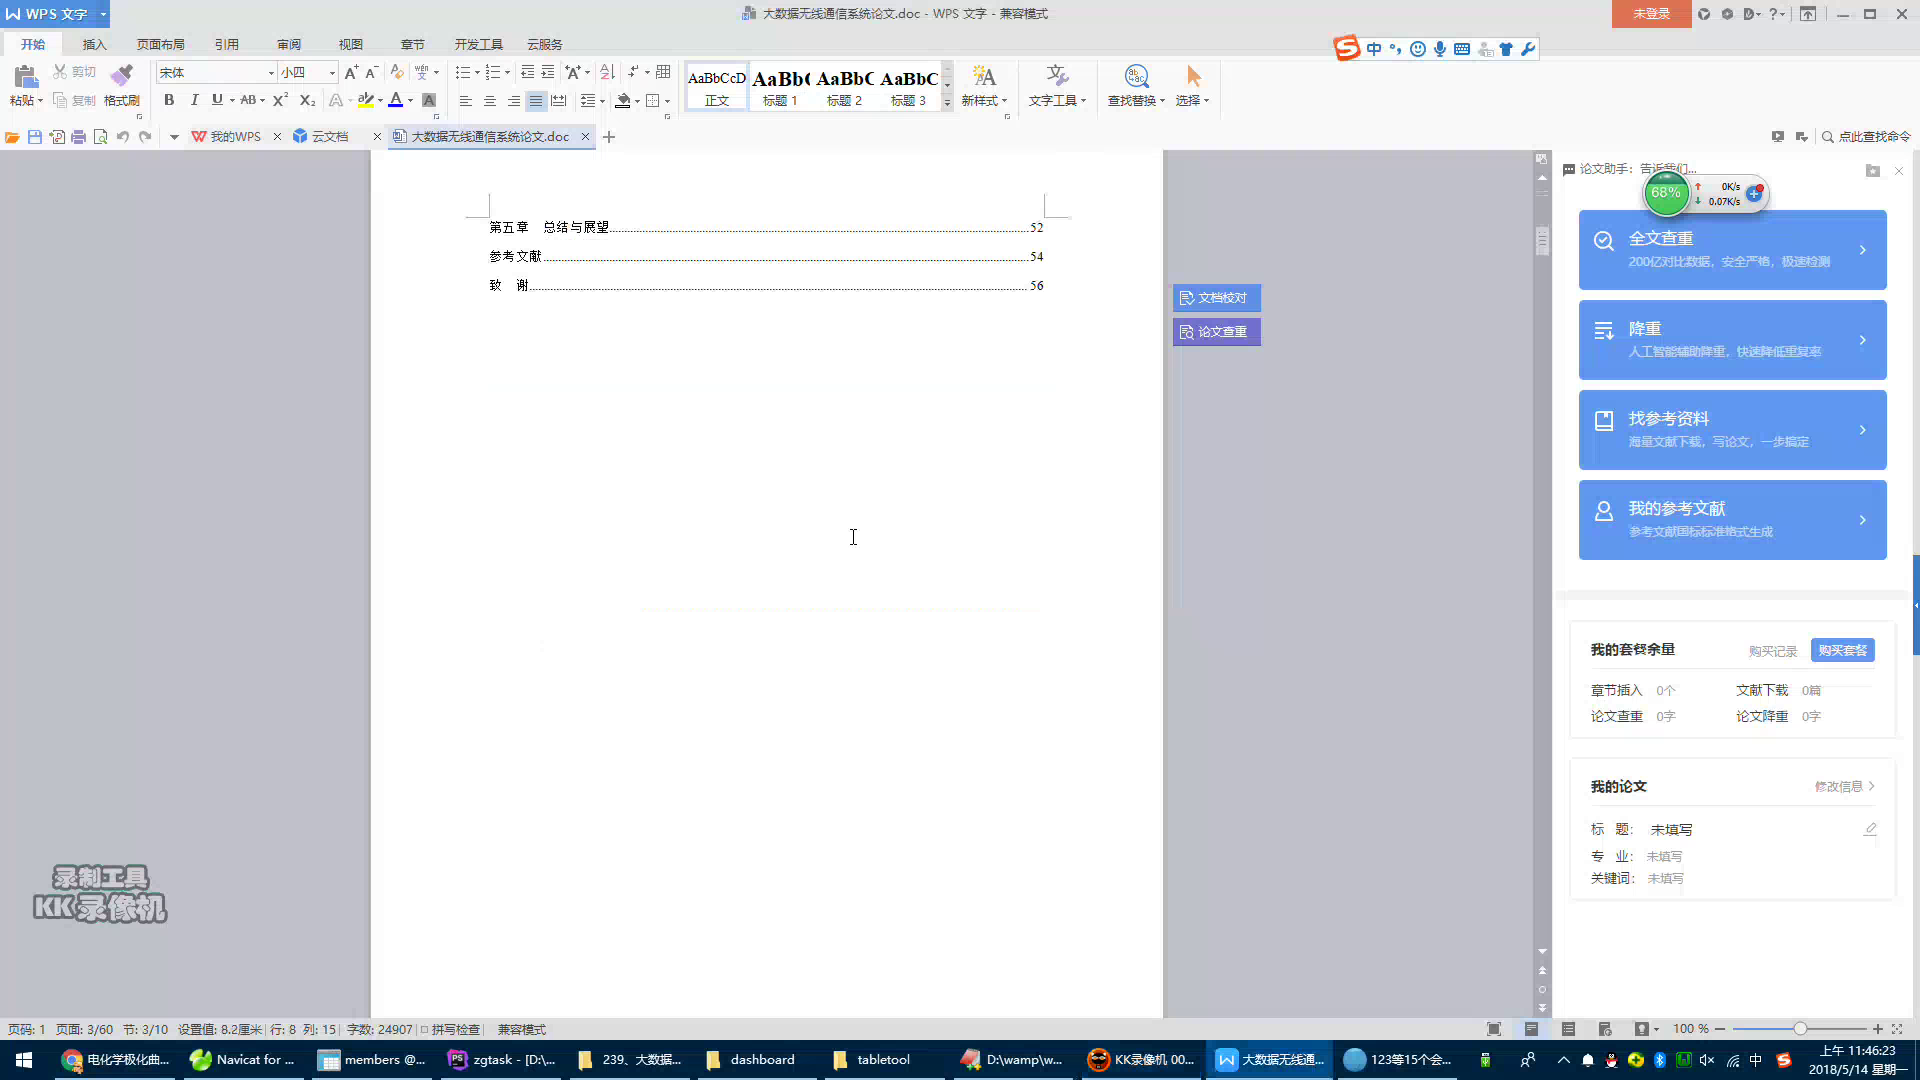 WPS 文字
大数据无线通信系统论文.doc - WPS 文字 - 兼容模式
未登录
开始 插入 页面布局 引用 审阅 视图 章节 开发工具 云服务
中
粘贴 剪切 复制 格式刷
宋体 小四
B I U AB X² X₂ A A A
AaBbCcD 正文
AaBb( 标题 1
AaBbC 标题 2
AaBbC 标题 3
新样式 文字工具 查找替换 选择
我的WPS 云文档 大数据无线通信系统论文.doc
点此查找命令
第五章 总结与展望 52
参考文献 54
致 谢 56
文档校对
论文查重
论文助手：告诉我们...
68% 0K/s
0.07K/s
全文查重
200亿对比数据，安全严格，极速检测
降重
人工智能辅助降重，快速降低重复率
找参考资料
海量文献下载，写论文，一步搞定
我的参考文献
参考文献国标标准格式生成
我的套餐余量 购买记录 购买套餐
章节插入 0个 文献下载 0篇
论文查重 0字 论文降重 0字
我的论文 修改信息
标 题： 未填写
专 业： 未填写
关键词： 未填写
录制工具
KK录像机
页码: 1 页面: 3/60 节: 3/10 设置值: 8.2厘米 行: 8 列: 15 字数: 24907 拼写检查 兼容模式
100 %
电化学极化曲... Navicat for ... members @... zgtask - [D:\... 239、大数据... dashboard tabletool D:\wamp\w... KK录像机 00... 大数据无线通... 123等15个会...
中
上午 11:46:23
2018/5/14 星期一